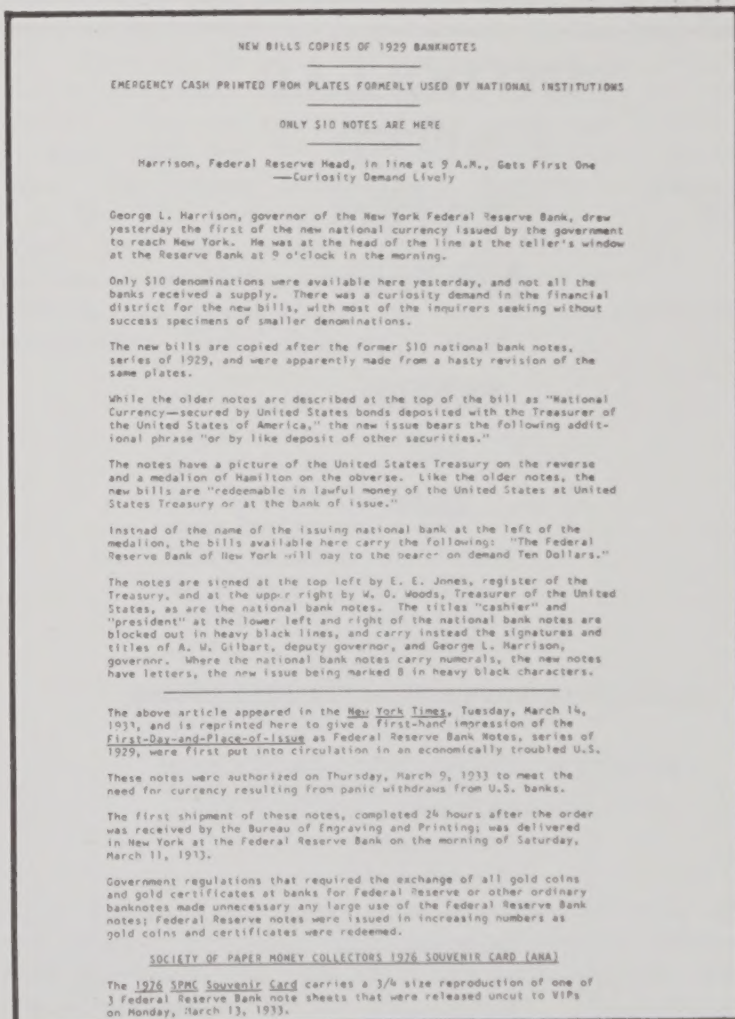 NEW BILLS COPIES OF 1929 BANKNOTES
EMERGENCY CASH PRINTED FROM PLATES FORMERLY USED BY NATIONAL INSTITUTIONS
ONLY $10 NOTES ARE HERE
Harrison, Federal Reserve Head, in line at 9 A.M., Gets First One
—Curiosity Demand Lively
George L. Harrison, governor of the New York Federal Reserve Bank, drew
yesterday the first of the new national currency issued by the government
to reach New York. He was at the head of the line at the teller's window
at the Reserve Bank at 9 o'clock in the morning.
Only $10 denominations were available here yesterday, and not all the
banks received a supply. There was a curiosity demand in the financial
district for the new bills, with most of the inquirers seeking without
success specimens of smaller denominations.
The new bills are copied after the former $10 national bank notes,
series of 1929, and were apparently made from a hasty revision of the
same plates.
While the older notes are described at the top of the bill as "National
Currency—secured by United States bonds deposited with the Treasurer of
the United States of America," the new issue bears the following addit-
ional phrase "or by like deposit of other securities."
The notes have a picture of the United States Treasury on the reverse
and a medalion of Hamilton on the obverse. Like the older notes, the
new bills are "redeemable in lawful money of the United States at United
States Treasury or at the bank of issue."
Instead of the name of the issuing national bank at the left of the
medalion, the bills available here carry the following: "The Federal
Reserve Bank of New York will pay to the bearer on demand Ten Dollars."
The notes are signed at the top left by E. E. Jones, register of the
Treasury, and at the upper right by W. O. Woods, Treasurer of the United
States, as are the national bank notes. The titles "cashier" and
"president" at the lower left and right of the national bank notes are
blocked out in heavy black lines, and carry instead the signatures and
titles of A. W. Gilbart, deputy governor, and George L. Harrison,
governor. Where the national bank notes carry numerals, the new notes
have letters, the new issue being marked B in heavy black characters.
The above article appeared in the New York Times, Tuesday, March 14,
1933, and is reprinted here to give a first-hand impression of the
First-Day-and-Place-of-Issue as Federal Reserve Bank Notes, series of
1929, were first put into circulation in an economically troubled U.S.
These notes were authorized on Thursday, March 9, 1933 to meet the
need for currency resulting from panic withdraws from U.S. banks.
The first shipment of these notes, completed 24 hours after the order
was received by the Bureau of Engraving and Printing; was delivered
in New York at the Federal Reserve Bank on the morning of Saturday,
March 11, 1933.
Government regulations that required the exchange of all gold coins
and gold certificates at banks for Federal Reserve or other ordinary
banknotes made unnecessary any large use of the Federal Reserve Bank
notes; Federal Reserve notes were issued in increasing numbers as
gold coins and certificates were redeemed.
SOCIETY OF PAPER MONEY COLLECTORS 1976 SOUVENIR CARD (ANA)
The 1976 SPMC Souvenir Card carries a 3/4 size reproduction of one of
3 Federal Reserve Bank note sheets that were released uncut to VIPs
on Monday, March 13, 1933.